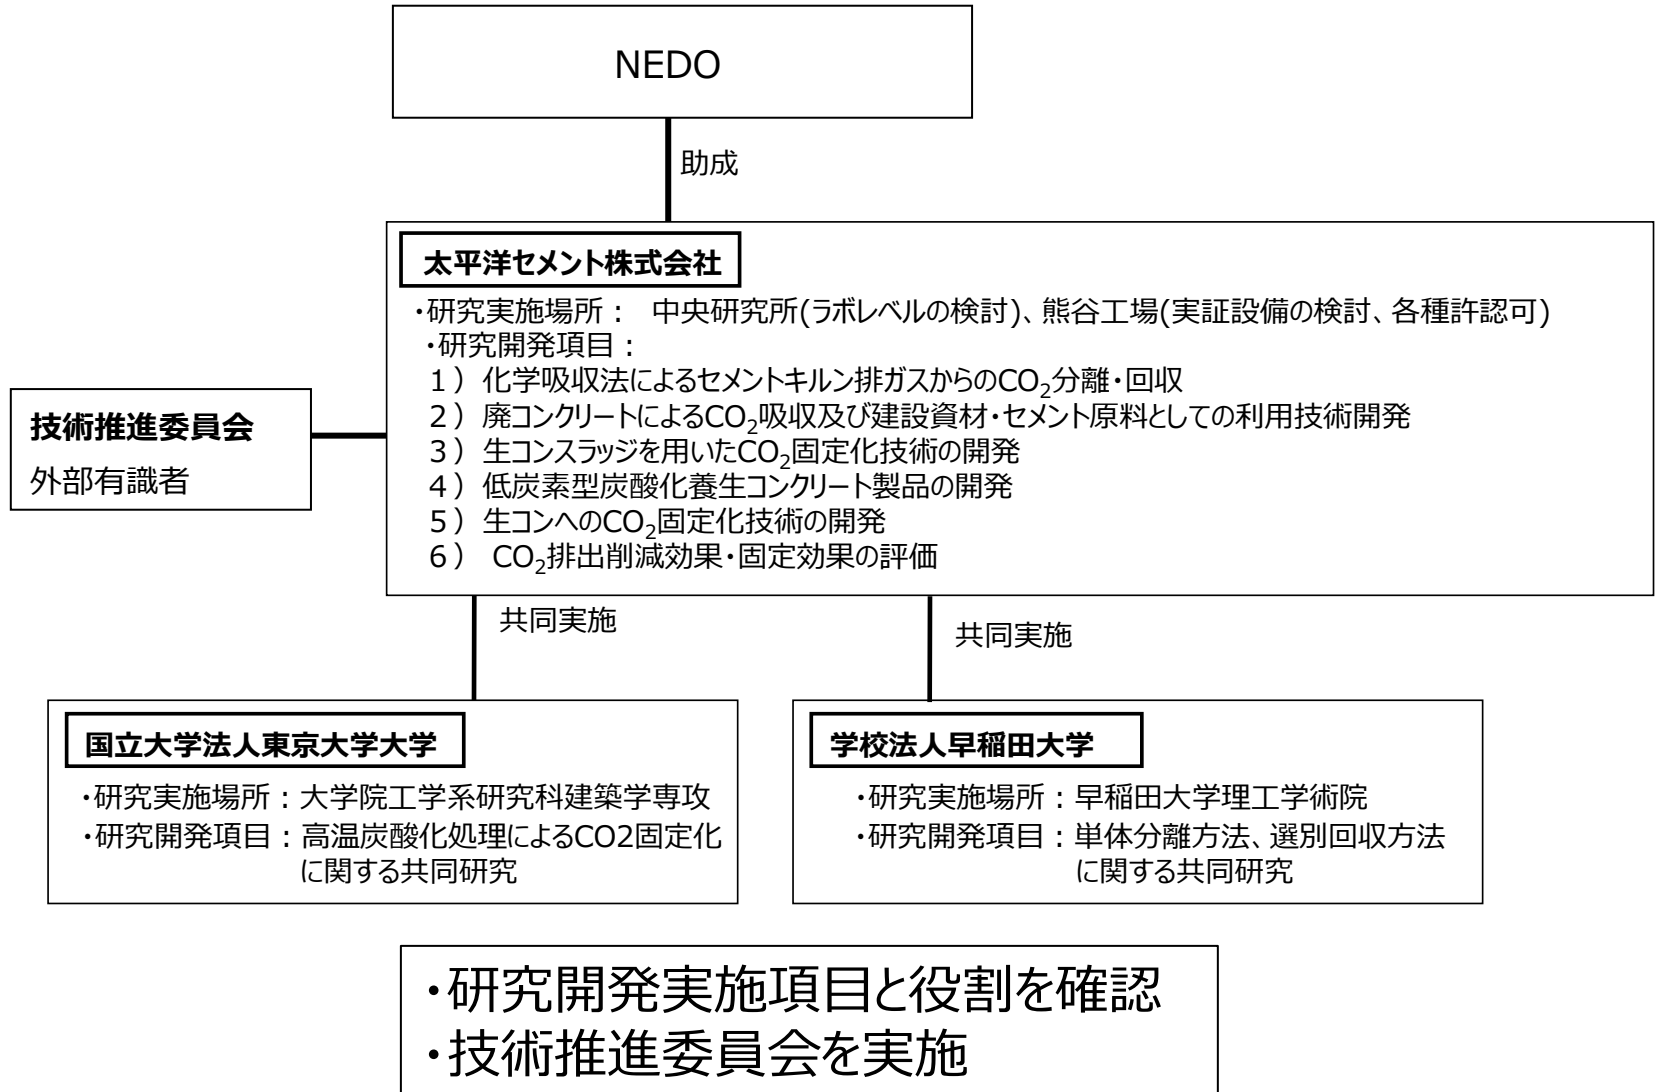 NEDO
助成
太平洋セメント株式会社
・研究実施場所： 中央研究所(ラボレベルの検討)、熊谷工場(実証設備の検討、各種許認可)
・研究開発項目：
１）化学吸収法によるセメントキルン排ガスからのCO₂分離・回収
２）廃コンクリートによるCO₂吸収及び建設資材・セメント原料としての利用技術開発
３）生コンスラッジを用いたCO₂固定化技術の開発
４）低炭素型炭酸化養生コンクリート製品の開発
５）生コンへのCO₂固定化技術の開発
６） CO₂排出削減効果・固定効果の評価
技術推進委員会
外部有識者
共同実施
共同実施
国立大学法人東京大学大学
・研究実施場所：大学院工学系研究科建築学専攻
・研究開発項目：高温炭酸化処理によるCO2固定化
に関する共同研究
学校法人早稲田大学
・研究実施場所：早稲田大学理工学術院
・研究開発項目：単体分離方法、選別回収方法
に関する共同研究
・研究開発実施項目と役割を確認
・技術推進委員会を実施